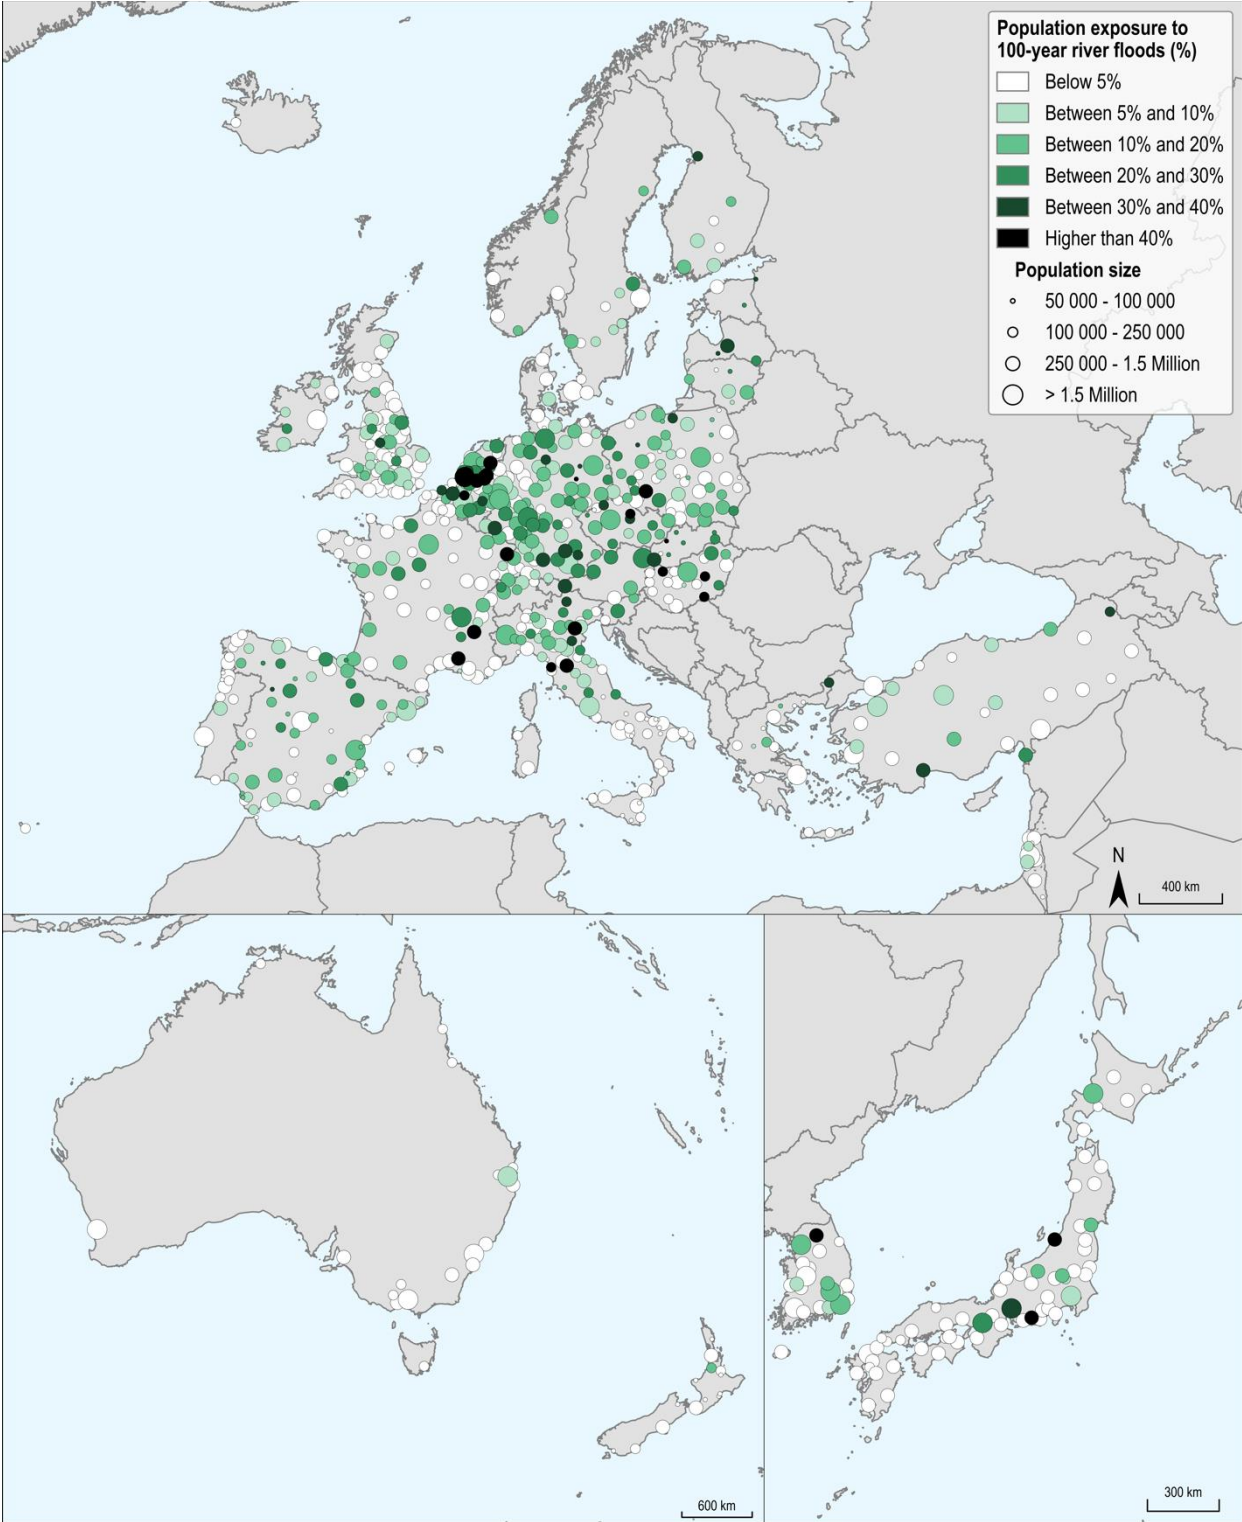 Population exposure to
100-year river floods (%)
Below 5%
Between 5% and 10%
Between 10% and 20%
Between 20% and 30%
Between 30% and 40%
Higher than 40%
Population size
50 000 - 100 000
100 000 - 250 000
250 000 - 1.5 Million
> 1.5 Million
N
400 km
600 km
300 km